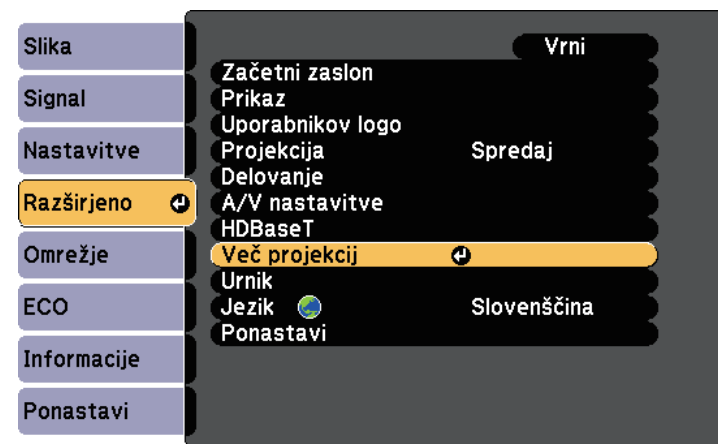 Slika
Signal
Nastavitve
Razširjeno
Omrežje
ECO
Informacije
Ponastavi
Vrni
Začetni zaslon
Prikaz
Uporabnikov logo
Projekcija Spredaj
Delovanje
A/V nastavitve
HDBaseT
Več projekcij
Urnik
Jezik Slovenščina
Ponastavi